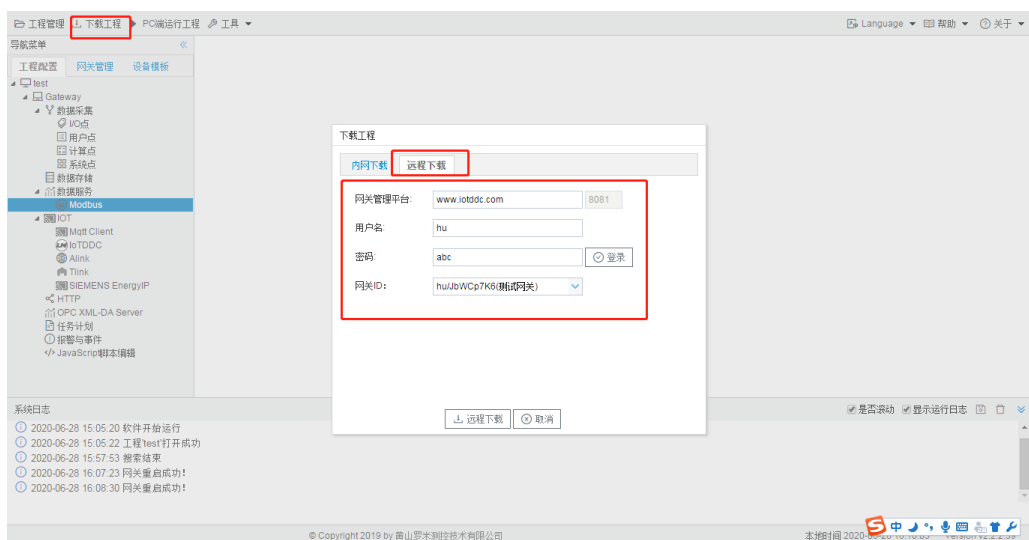 工程管理 下载工程 PC端运行工程 工具 Language 帮助 关于
导航菜单
工程配置 网关管理 设备模板
test
Gateway
数据采集
I/O点
用户点
计算点
系统点
数据存储
数据服务
Modbus
IOT
Mqtt Client
IoTDDC
Alink
Tlink
SIEMENS EnergyIP
HTTP
OPC XML-DA Server
任务计划
报警与事件
JavaScript脚本编辑
下载工程
内网下载 远程下载
网关管理平台: www.iotddc.com 8081
用户名: hu
密码: abc 登录
网关ID: hu/JbWCp7K6(测试网关)
远程下载 取消
系统日志 是否滚动 显示运行日志
2020-06-28 15:05:20 软件开始运行
2020-06-28 15:05:22 工程'test'打开成功
2020-06-28 15:57:53 搜索结束
2020-06-28 16:07:23 网关重启成功!
2020-06-28 16:08:30 网关重启成功!
© Copyright 2019 by 黄山罗米测控技术有限公司 本地时间
中